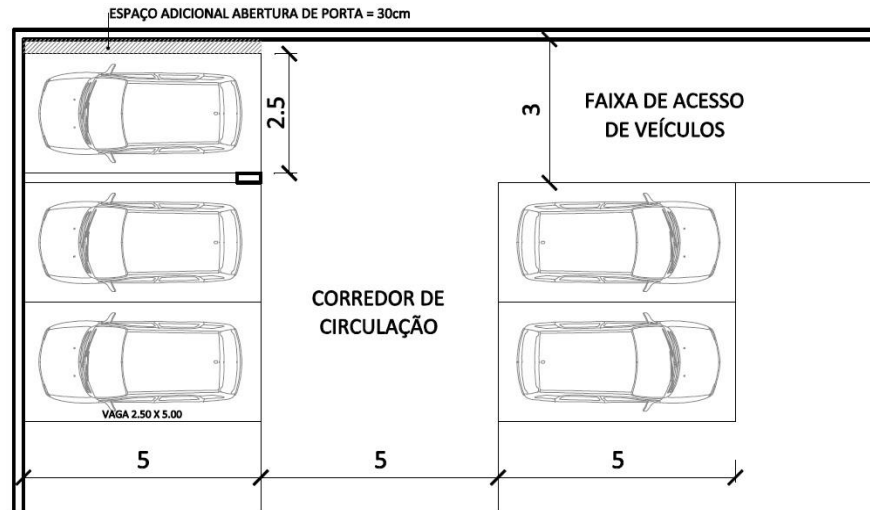 ESPAÇO ADICIONAL ABERTURA DE PORTA = 30cm
2.5
3
FAIXA DE ACESSO
DE VEÍCULOS
CORREDOR DE
CIRCULAÇÃO
VAGA 2.50 X 5.00
5
5
5